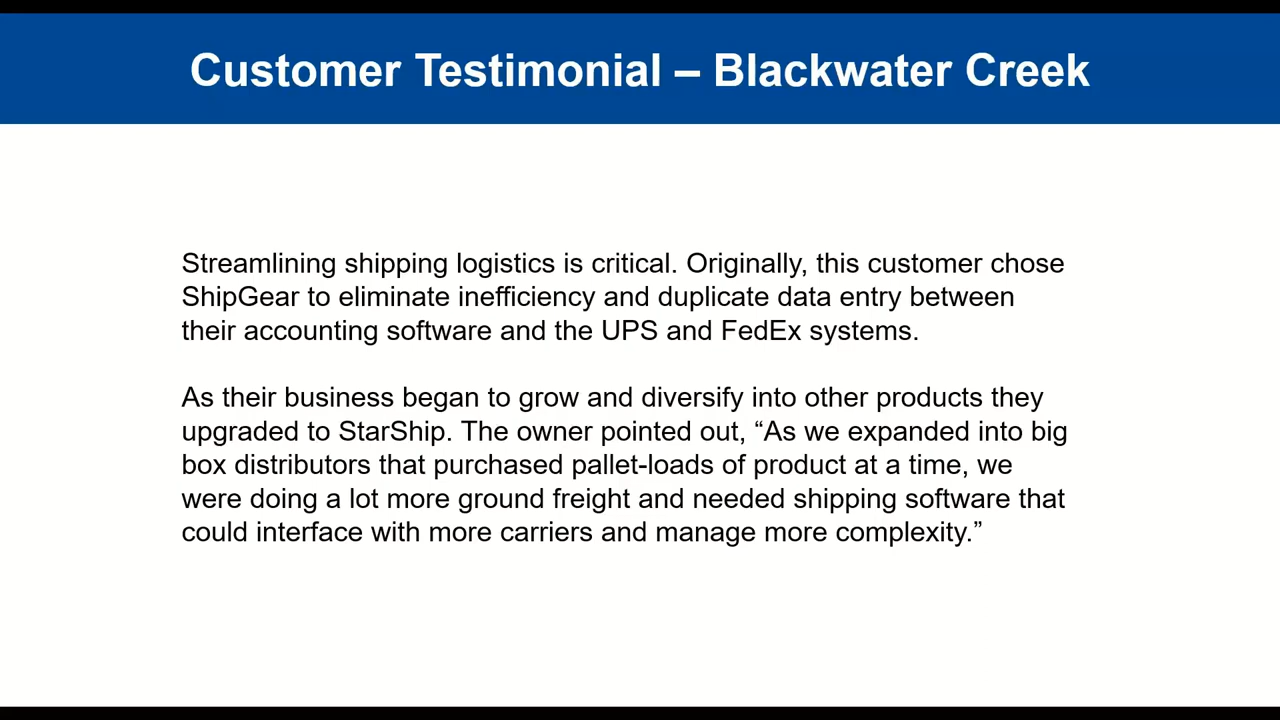 Customer Testimonial – Blackwater Creek
Streamlining shipping logistics is critical. Originally, this customer chose
ShipGear to eliminate inefficiency and duplicate data entry between
their accounting software and the UPS and FedEx systems.
As their business began to grow and diversify into other products they
upgraded to StarShip. The owner pointed out, “As we expanded into big
box distributors that purchased pallet-loads of product at a time, we
were doing a lot more ground freight and needed shipping software that
could interface with more carriers and manage more complexity.”